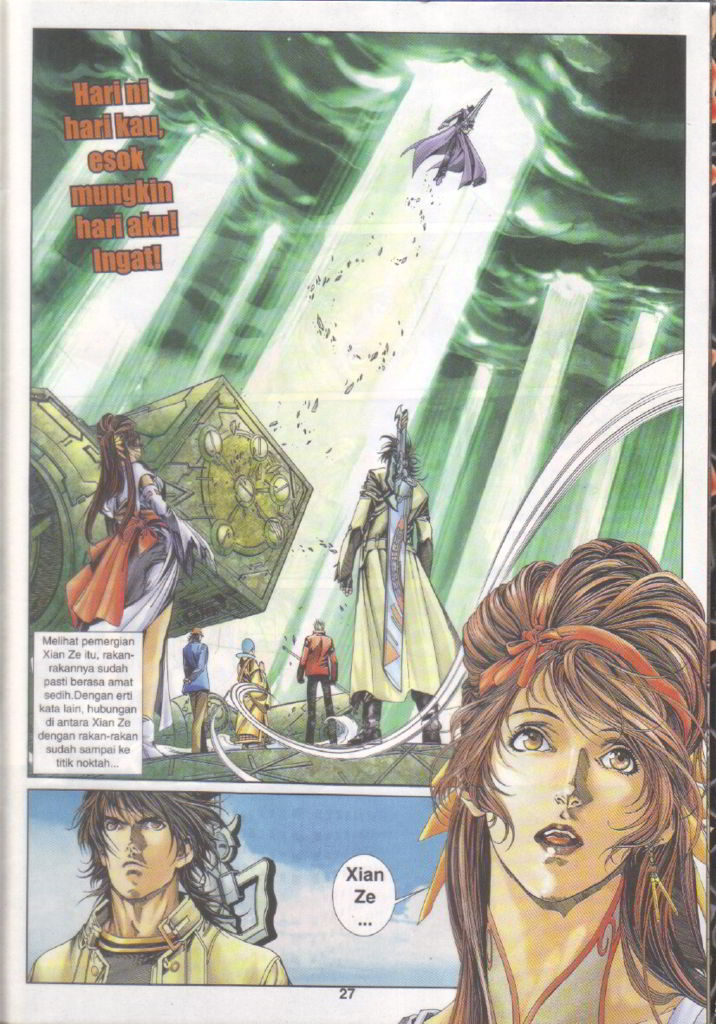 Hari ni
hari kau,
esok
mungkin
hari aku!
Ingat!
Melihat pemergian
Xian Ze itu, rakan-
rakannya sudah
pasti berasa amat
sedih.Dengan erti
kata lain, hubungan
di antara Xian Ze
dengan rakan-rakan
sudah sampai ke
titik noktah...
Xian
Ze
...
27